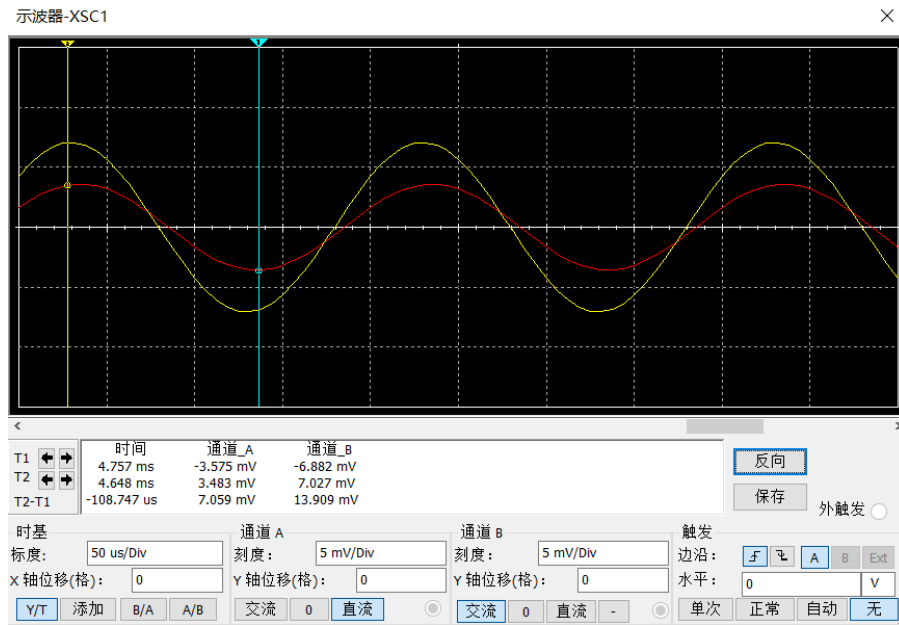 示波器-XSC1
时间 通道_A 通道_B
T1 4.757 ms -3.575 mV -6.882 mV
T2 4.648 ms 3.483 mV 7.027 mV
T2-T1 -108.747 us 7.059 mV 13.909 mV
反向
保存
外触发
时基
标度: 50 us/Div
X 轴位移(格): 0
Y/T 添加 B/A A/B
通道 A
刻度: 5 mV/Div
Y 轴位移(格): 0
交流 0 直流
通道 B
刻度: 5 mV/Div
Y 轴位移(格): 0
交流 0 直流 -
触发
边沿: A B Ext
水平: 0 V
单次 正常 自动 无